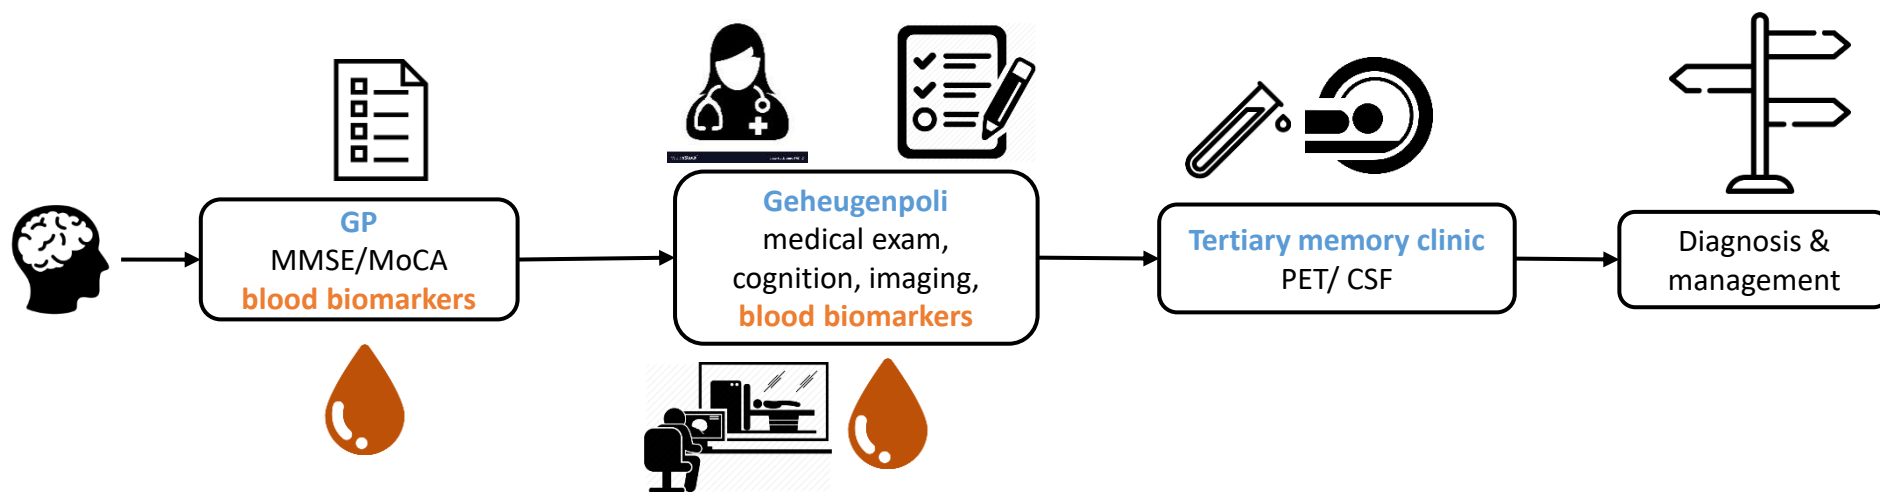 GP
MMSE/MoCA
blood biomarkers
Geheugenpoli
medical exam,
cognition, imaging,
blood biomarkers
Tertiary memory clinic
PET/ CSF
Diagnosis &
management